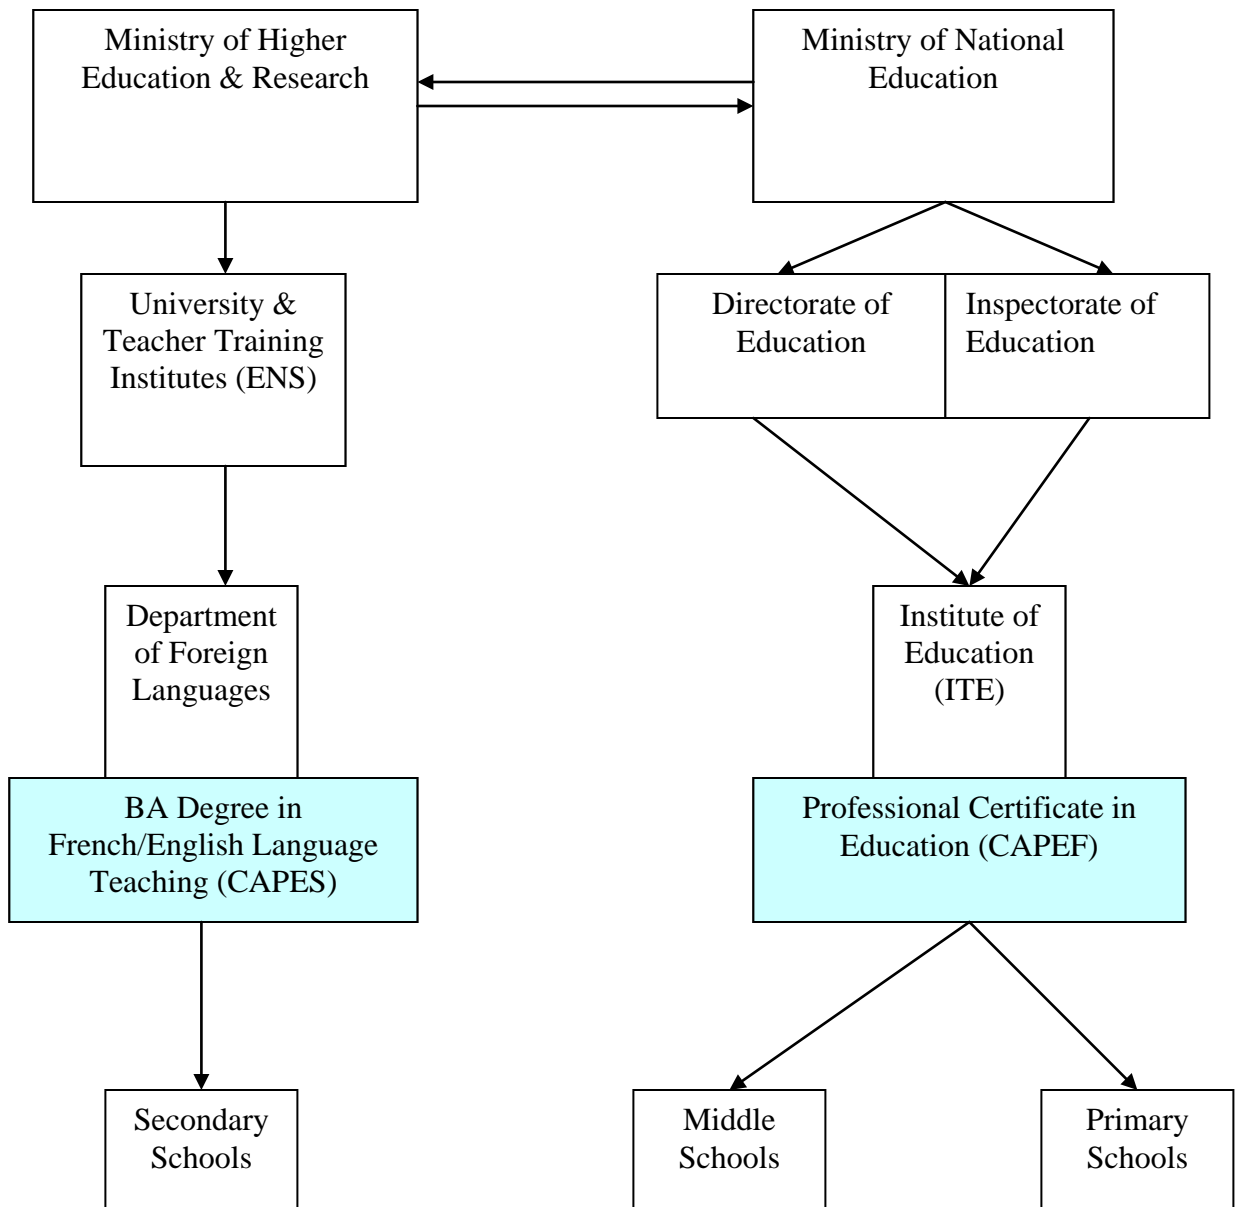 Ministry of Higher
Education & Research
Ministry of National
Education
University &
Teacher Training
Institutes (ENS)
Directorate of
Education
Inspectorate of
Education
Department
of Foreign
Languages
Institute of
Education
(ITE)
BA Degree in
French/English Language
Teaching (CAPES)
Professional Certificate in
Education (CAPEF)
Secondary
Schools
Middle
Schools
Primary
Schools